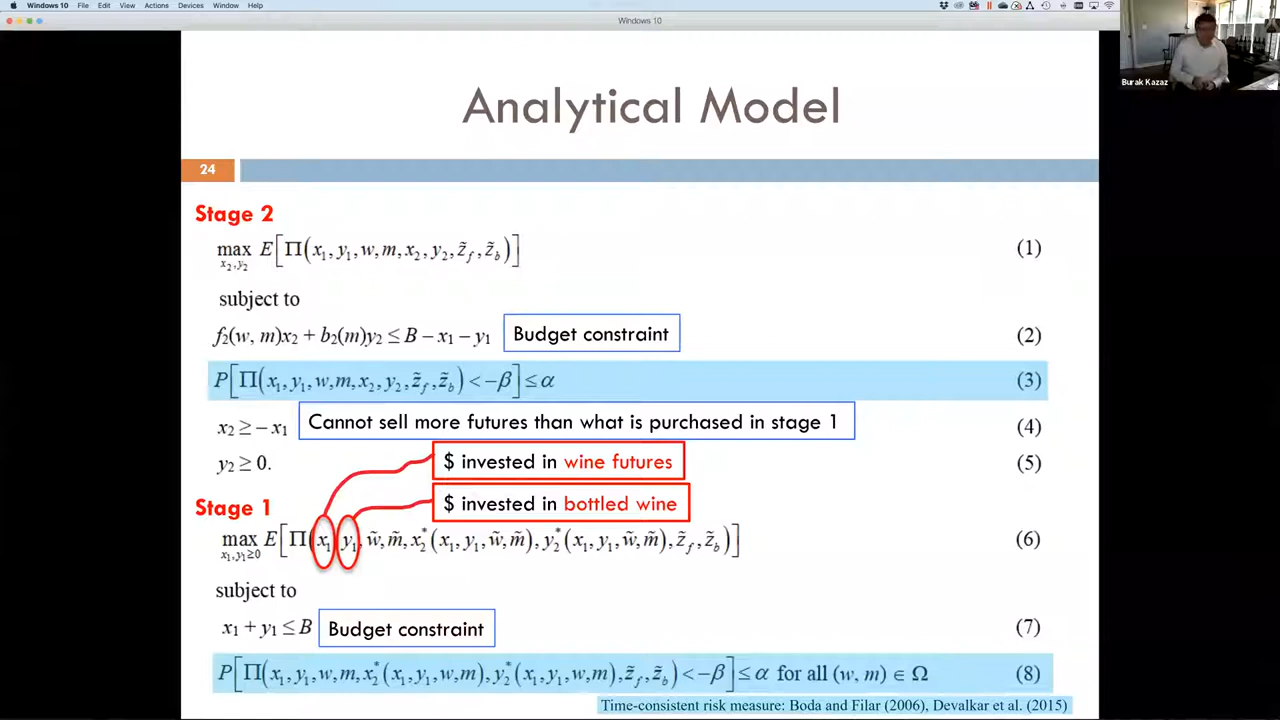 Windows 10 File Edit View Actions Devices Window Help
Windows 10
Burak Kazaz
Analytical Model
24
Stage 2
max E[Π(x₁, y₁, w, m, x₂, y₂, z̃_f, z̃_b)] (1)
x₂,y₂
subject to
f₂(w, m)x₂ + b₂(m)y₂ ≤ B − x₁ − y₁ Budget constraint (2)
P[Π(x₁, y₁, w, m, x₂, y₂, z̃_f, z̃_b) < −β] ≤ α (3)
x₂ ≥ − x₁ Cannot sell more futures than what is purchased in stage 1 (4)
y₂ ≥ 0. (5)
$ invested in wine futures
$ invested in bottled wine
Stage 1
max E[Π(x₁, y₁, w̃, m̃, x₂*(x₁, y₁, w̃, m̃), y₂*(x₁, y₁, w̃, m̃), z̃_f, z̃_b)] (6)
x₁,y₁≥0
subject to
x₁ + y₁ ≤ B Budget constraint (7)
P[Π(x₁, y₁, w, m, x₂*(x₁, y₁, w, m), y₂*(x₁, y₁, w, m), z̃_f, z̃_b) < −β] ≤ α for all (w, m) ∈ Ω (8)
Time-consistent risk measure: Boda and Filar (2006), Devalkar et al. (2015)